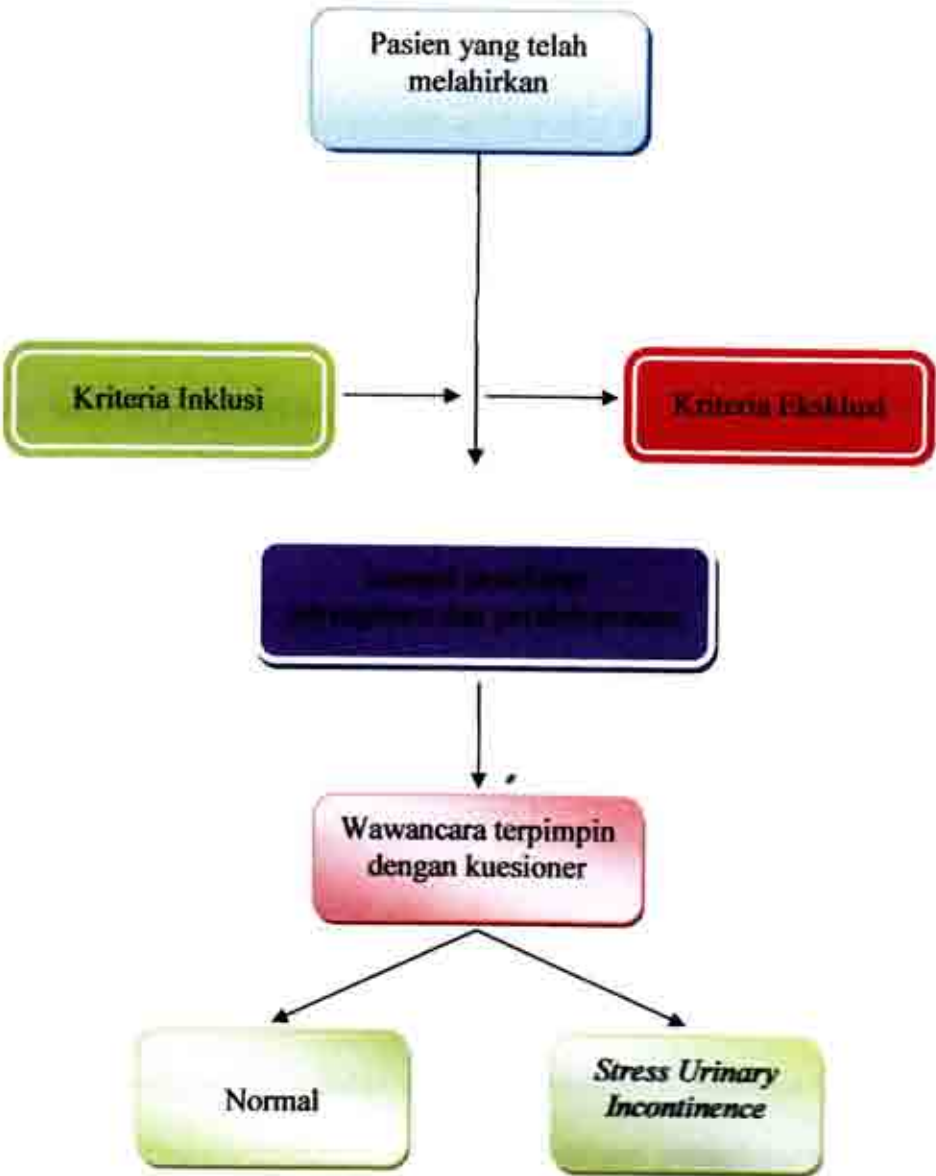 Pasien yang telah
melahirkan
Kriteria Inklusi
Kriteria Eksklusi
Wawancara terpimpin
dengan kuesioner
Normal
Stress Urinary
Incontinence